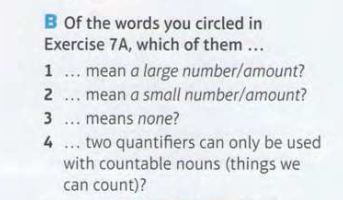 B Of the words you circled in
Exercise 7A, which of them ...
1 ... mean a large number/amount?
2 ... mean a small number/amount?
3 ... means none?
4 ... two quantifiers can only be used
with countable nouns (things we
can count)?